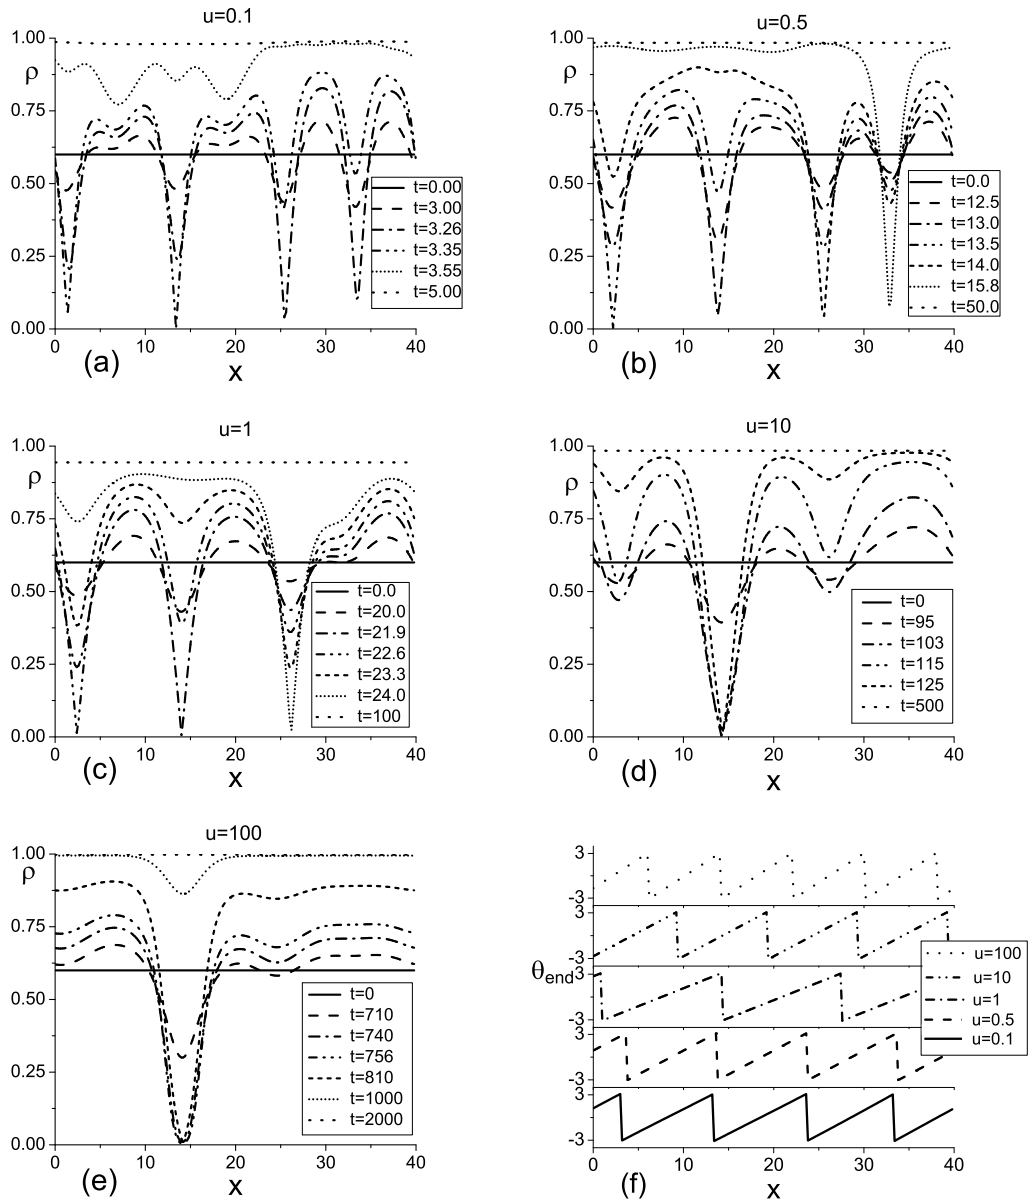 u=0.1
1.00
ρ
0.75
0.50
0.25
0.00
0 10 20 30 40
x
(a)
t=0.00
t=3.00
t=3.26
t=3.35
t=3.55
t=5.00
u=0.5
1.00
ρ
0.75
0.50
0.25
0.00
0 10 20 30 40
x
(b)
t=0.0
t=12.5
t=13.0
t=13.5
t=14.0
t=15.8
t=50.0
u=1
1.00
ρ
0.75
0.50
0.25
0.00
0 10 20 30 40
x
(c)
t=0.0
t=20.0
t=21.9
t=22.6
t=23.3
t=24.0
t=100
u=10
1.00
ρ
0.75
0.50
0.25
0.00
0 10 20 30 40
x
(d)
t=0
t=95
t=103
t=115
t=125
t=500
u=100
1.00
ρ
0.75
0.50
0.25
0.00
0 10 20 30 40
x
(e)
t=0
t=710
t=740
t=756
t=810
t=1000
t=2000
3
-3
3
-3
θend
3
-3
3
-3
3
-3
0 10 20 30 40
x
(f)
u=100
u=10
u=1
u=0.5
u=0.1